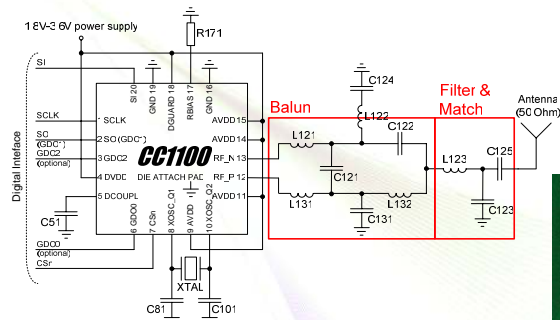 1.8V-3.6V power supply
R171
SI
SI 20
GND 19
DGUARD 18
RBIAS 17
GND 16
C124
Balun
Filter &
Match
Antenna
(50 Ohm)
Digital Inteface
SCLK
SO
(GDO1)
GDO2
(optional)
1 SCLK
2 SO (GDO1)
3 GDO2
4 DVDD
5 DCOUPL
CC1100
DIE ATTACH PAD
AVDD 15
AVDD 14
RF_N 13
RF_P 12
AVDD 11
6 GDO0
7 CSn
8 XOSC_Q1
9 AVDD
10 XOSC_Q2
L121
L122
C122
C121
L131
C131
L132
L123
C125
C123
C51
GDO0
(optional)
CSn
XTAL
C81
C101